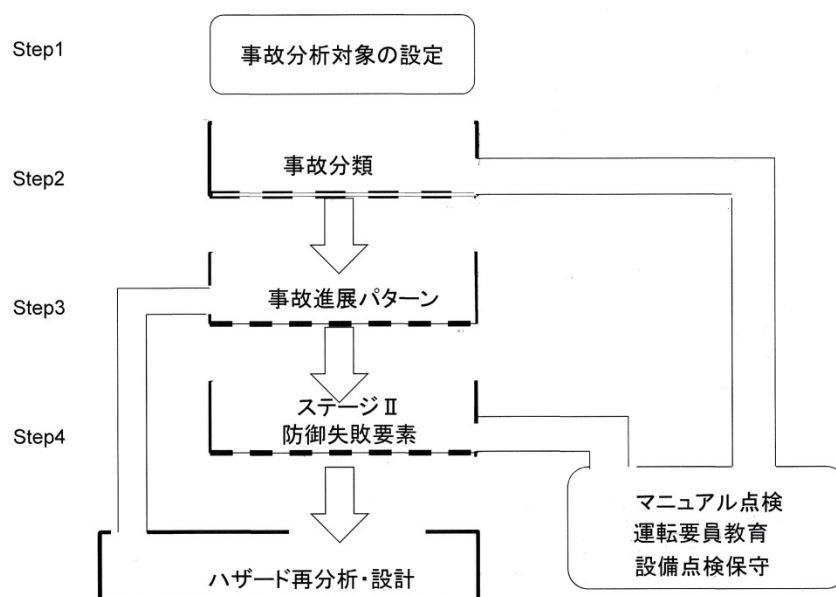 Step1
事故分析対象の設定
Step2
事故分類
Step3
事故進展パターン
Step4
ステージⅡ
防御失敗要素
マニュアル点検
運転要員教育
設備点検保守
ハザード再分析・設計